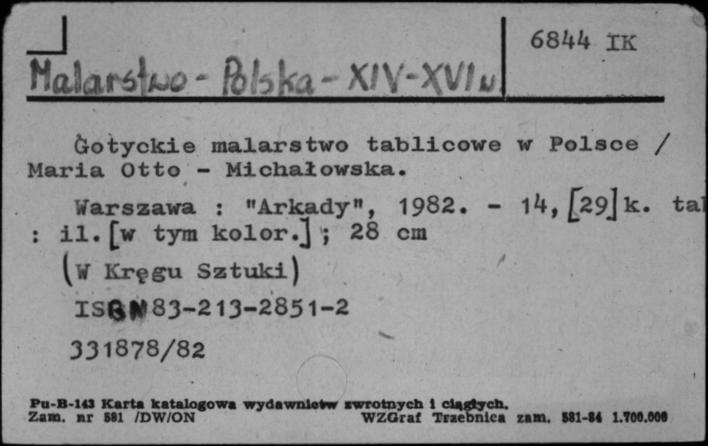 6844 IK
Malarstwo - Polska - XIV-XVI w
Gotyckie malarstwo tablicowe w Polsce /
Maria Otto - Michałowska.
Warszawa : "Arkady", 1982. - 14, [29] k. tab
: il. [w tym kolor.] ; 28 cm
(W Kręgu Sztuki)
ISBN 83-213-2851-2
331878/82
Pu-B-143 Karta katalogowa wydawnictw zwrotnych i ciągłych.
Zam. nr 581 /DW/ON WZGraf Trzebnica zam. 581-84 1.700.000